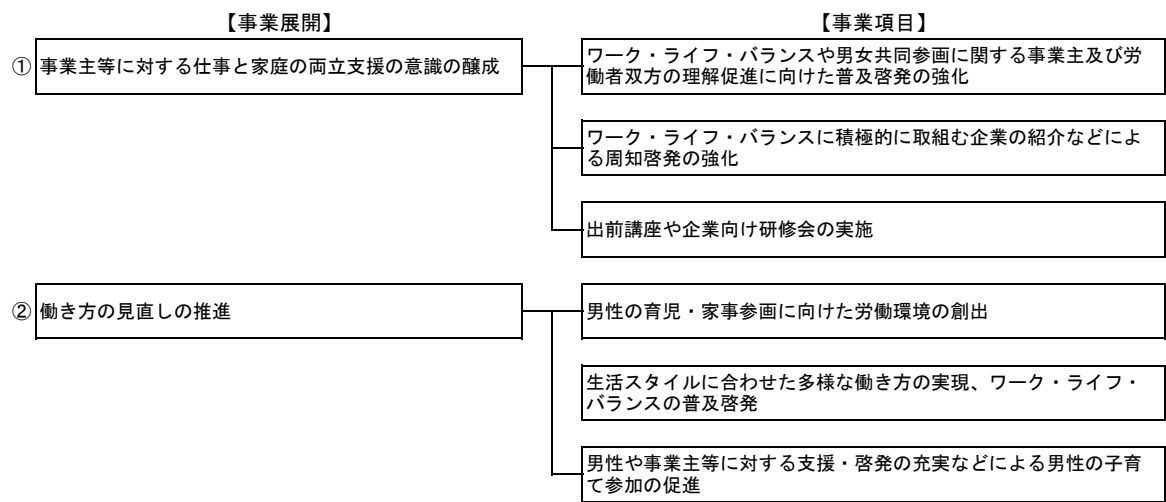 【事業展開】
【事業項目】
① 事業主等に対する仕事と家庭の両立支援の意識の醸成
ワーク・ライフ・バランスや男女共同参画に関する事業主及び労
働者双方の理解促進に向けた普及啓発の強化
ワーク・ライフ・バランスに積極的に取組む企業の紹介などによ
る周知啓発の強化
出前講座や企業向け研修会の実施
② 働き方の見直しの推進
男性の育児・家事参画に向けた労働環境の創出
生活スタイルに合わせた多様な働き方の実現、ワーク・ライフ・
バランスの普及啓発
男性や事業主等に対する支援・啓発の充実などによる男性の子育
て参加の促進